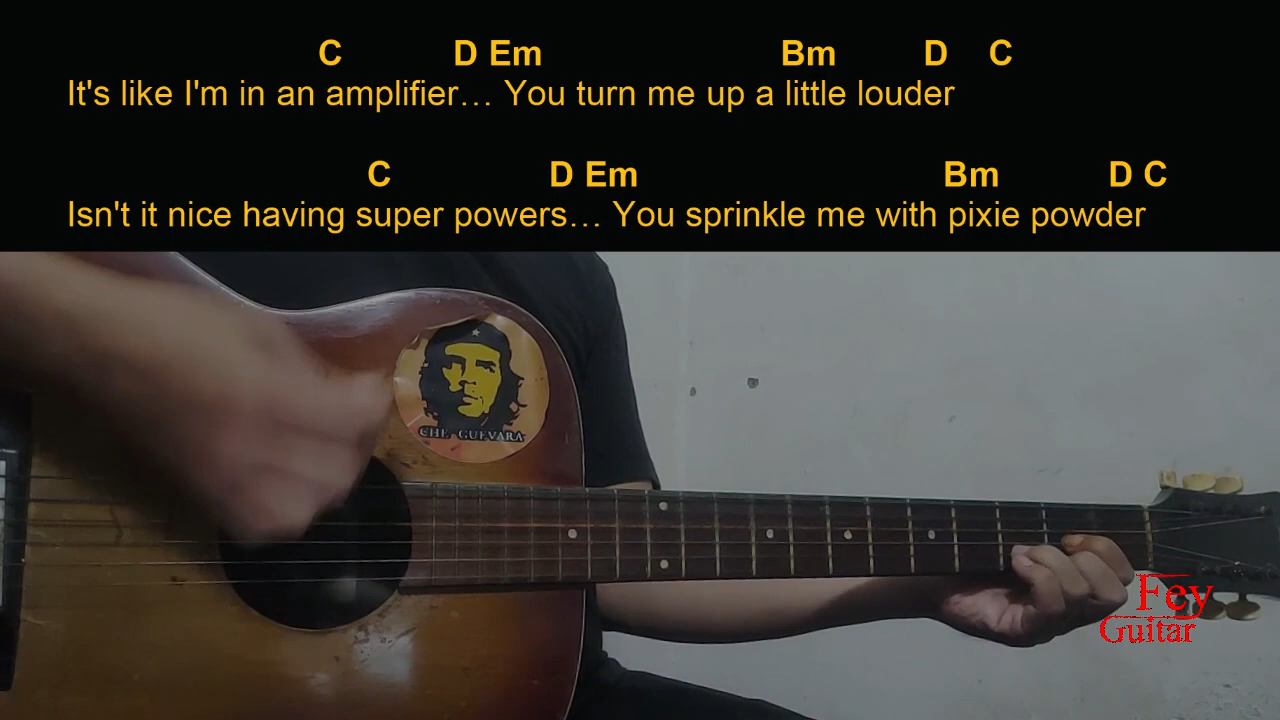 C D Em Bm D C
It's like I'm in an amplifier… You turn me up a little louder
C D Em Bm D C
Isn't it nice having super powers… You sprinkle me with pixie powder
CHE GUEVARA
Fey
Guitar